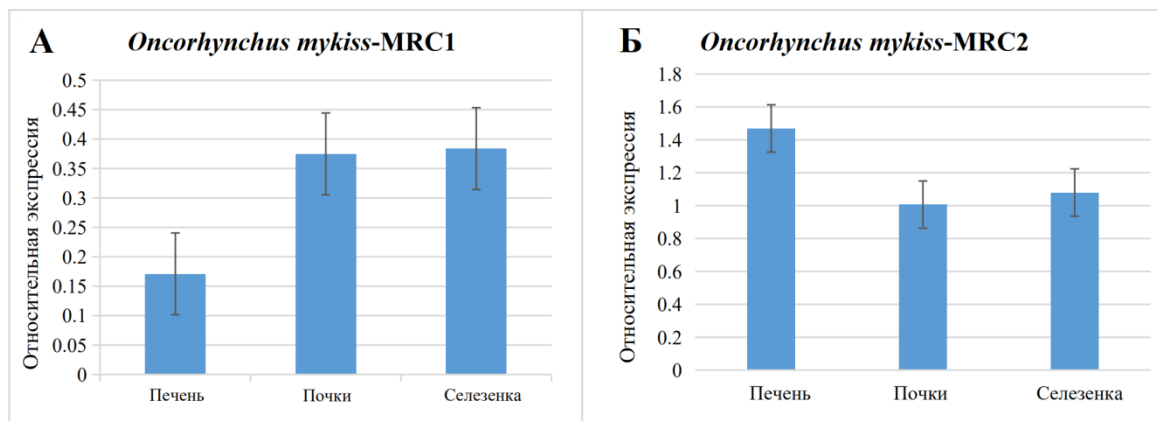 А
Oncorhynchus mykiss-MRC1
Относительная экспрессия
0.5
0.45
0.4
0.35
0.3
0.25
0.2
0.15
0.1
0.05
0
Печень Почки Селезенка
Б
Oncorhynchus mykiss-MRC2
Относительная экспрессия
1.8
1.6
1.4
1.2
1
0.8
0.6
0.4
0.2
0
Печень Почки Селезенка